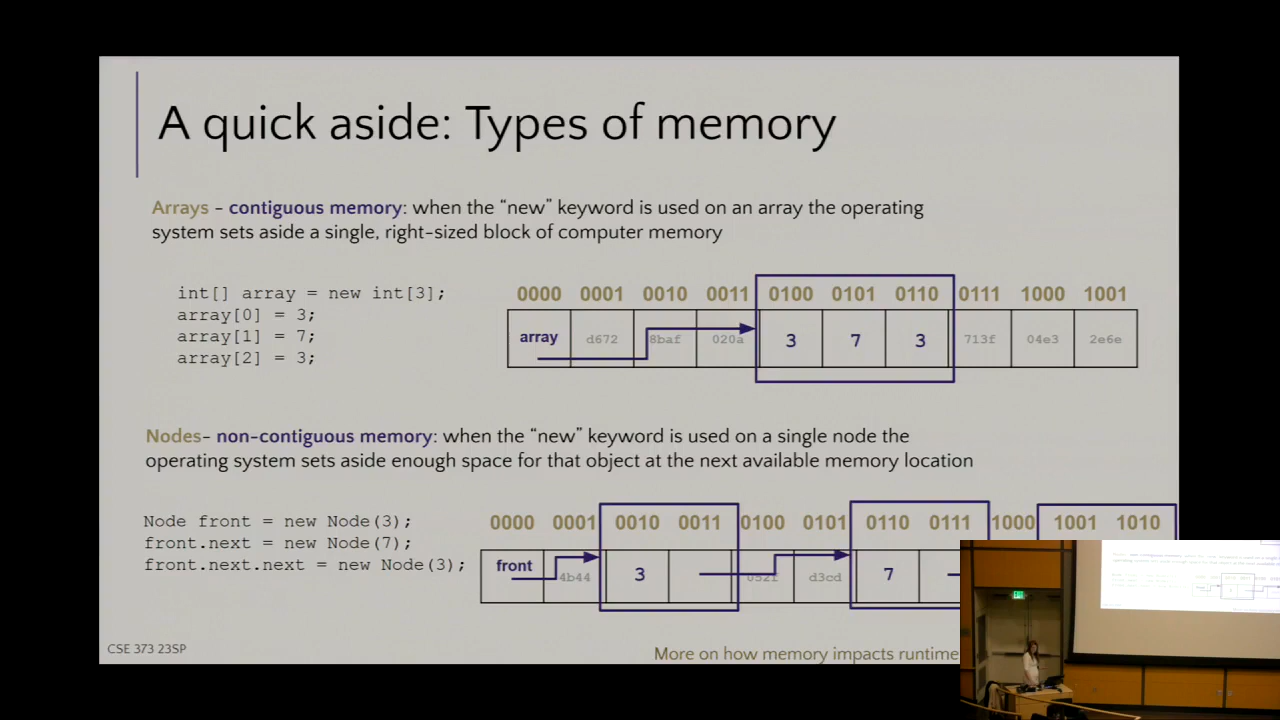 A quick aside: Types of memory
Arrays - contiguous memory: when the "new" keyword is used on an array the operating
system sets aside a single, right-sized block of computer memory
int[] array = new int[3];
array[0] = 3;
array[1] = 7;
array[2] = 3;
0000 0001 0010 0011 0100 0101 0110 0111 1000 1001
array d672 8baf 020a 3 7 3 713f 04e3 2e6e
Nodes- non-contiguous memory: when the "new" keyword is used on a single node the
operating system sets aside enough space for that object at the next available memory location
Node front = new Node(3);
front.next = new Node(7);
front.next.next = new Node(3);
0000 0001 0010 0011 0100 0101 0110 0111 1000 1001 1010
front 4b44 3 052f d3cd 7
CSE 373 23SP
More on how memory impacts runtime